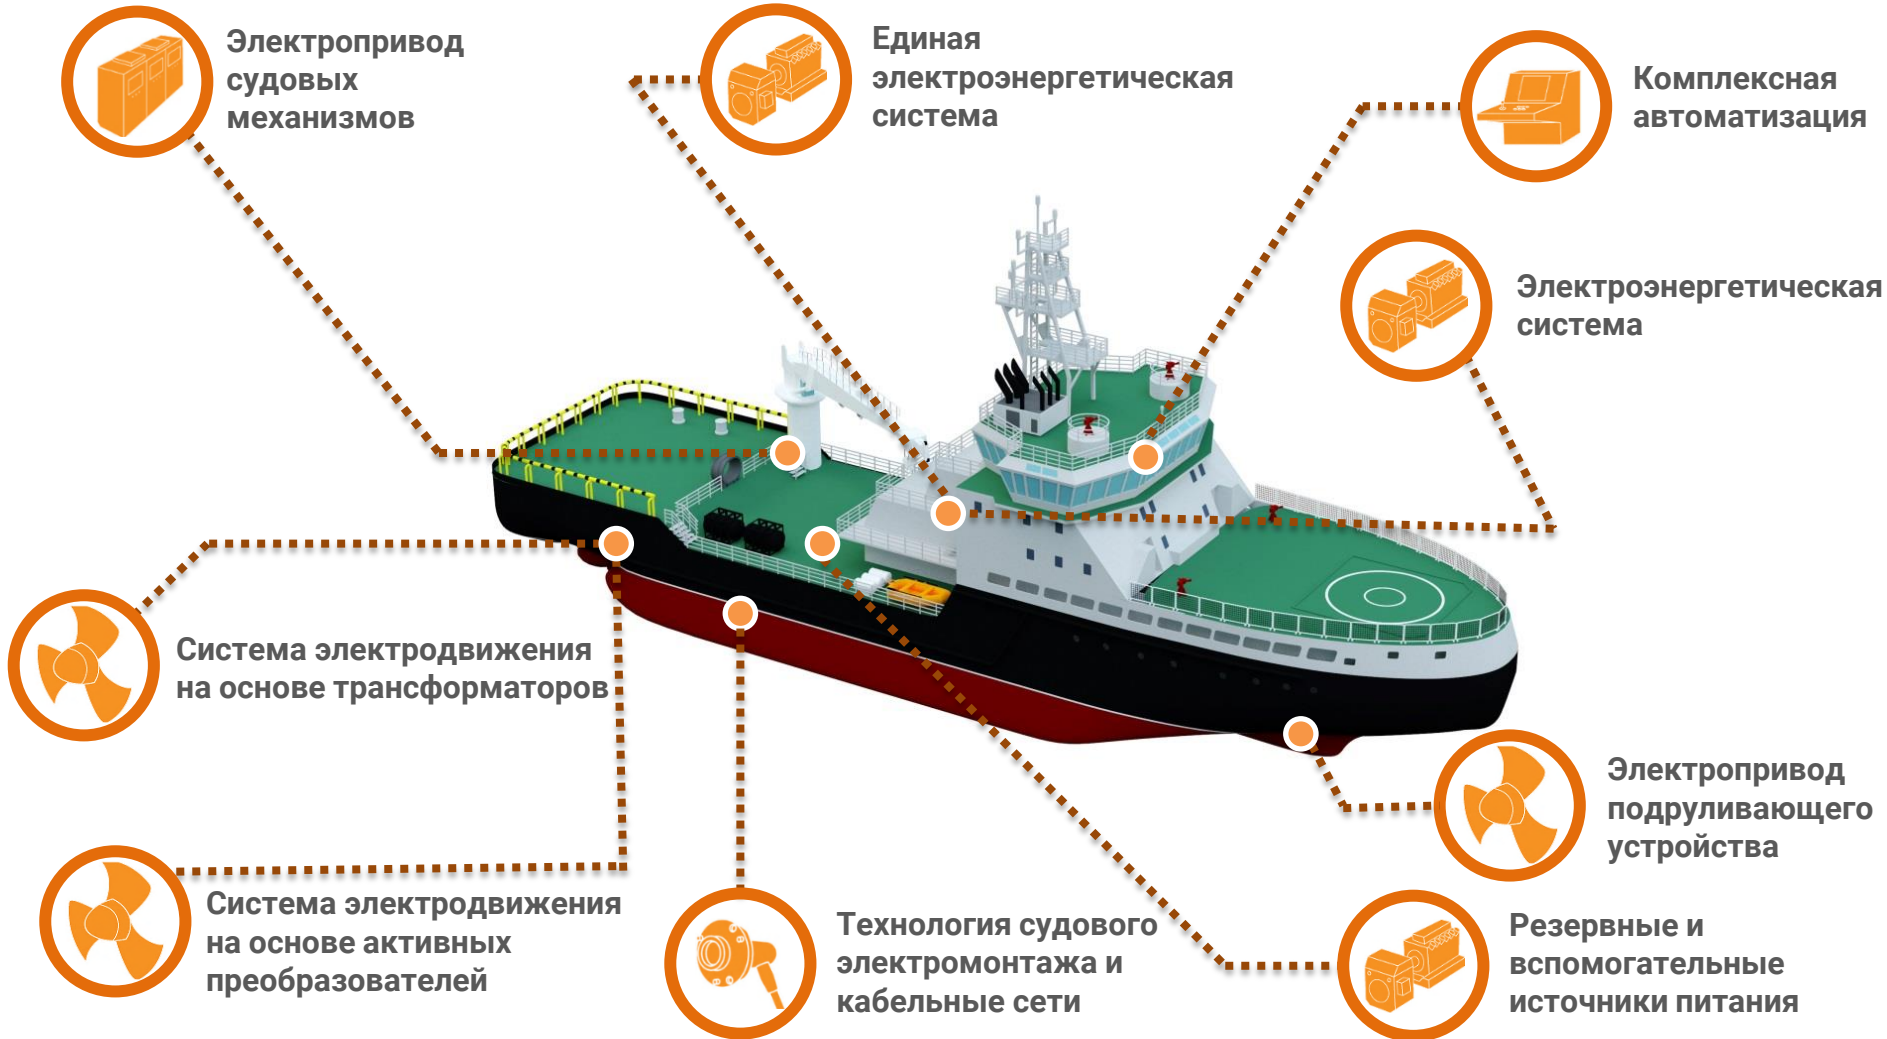 Электропривод
судовых
механизмов
Единая
электроэнергетическая
система
Комплексная
автоматизация
Электроэнергетическая
система
Система электродвижения
на основе трансформаторов
Электропривод
подруливающего
устройства
Система электродвижения
на основе активных
преобразователей
Технология судового
электромонтажа и
кабельные сети
Резервные и
вспомогательные
источники питания